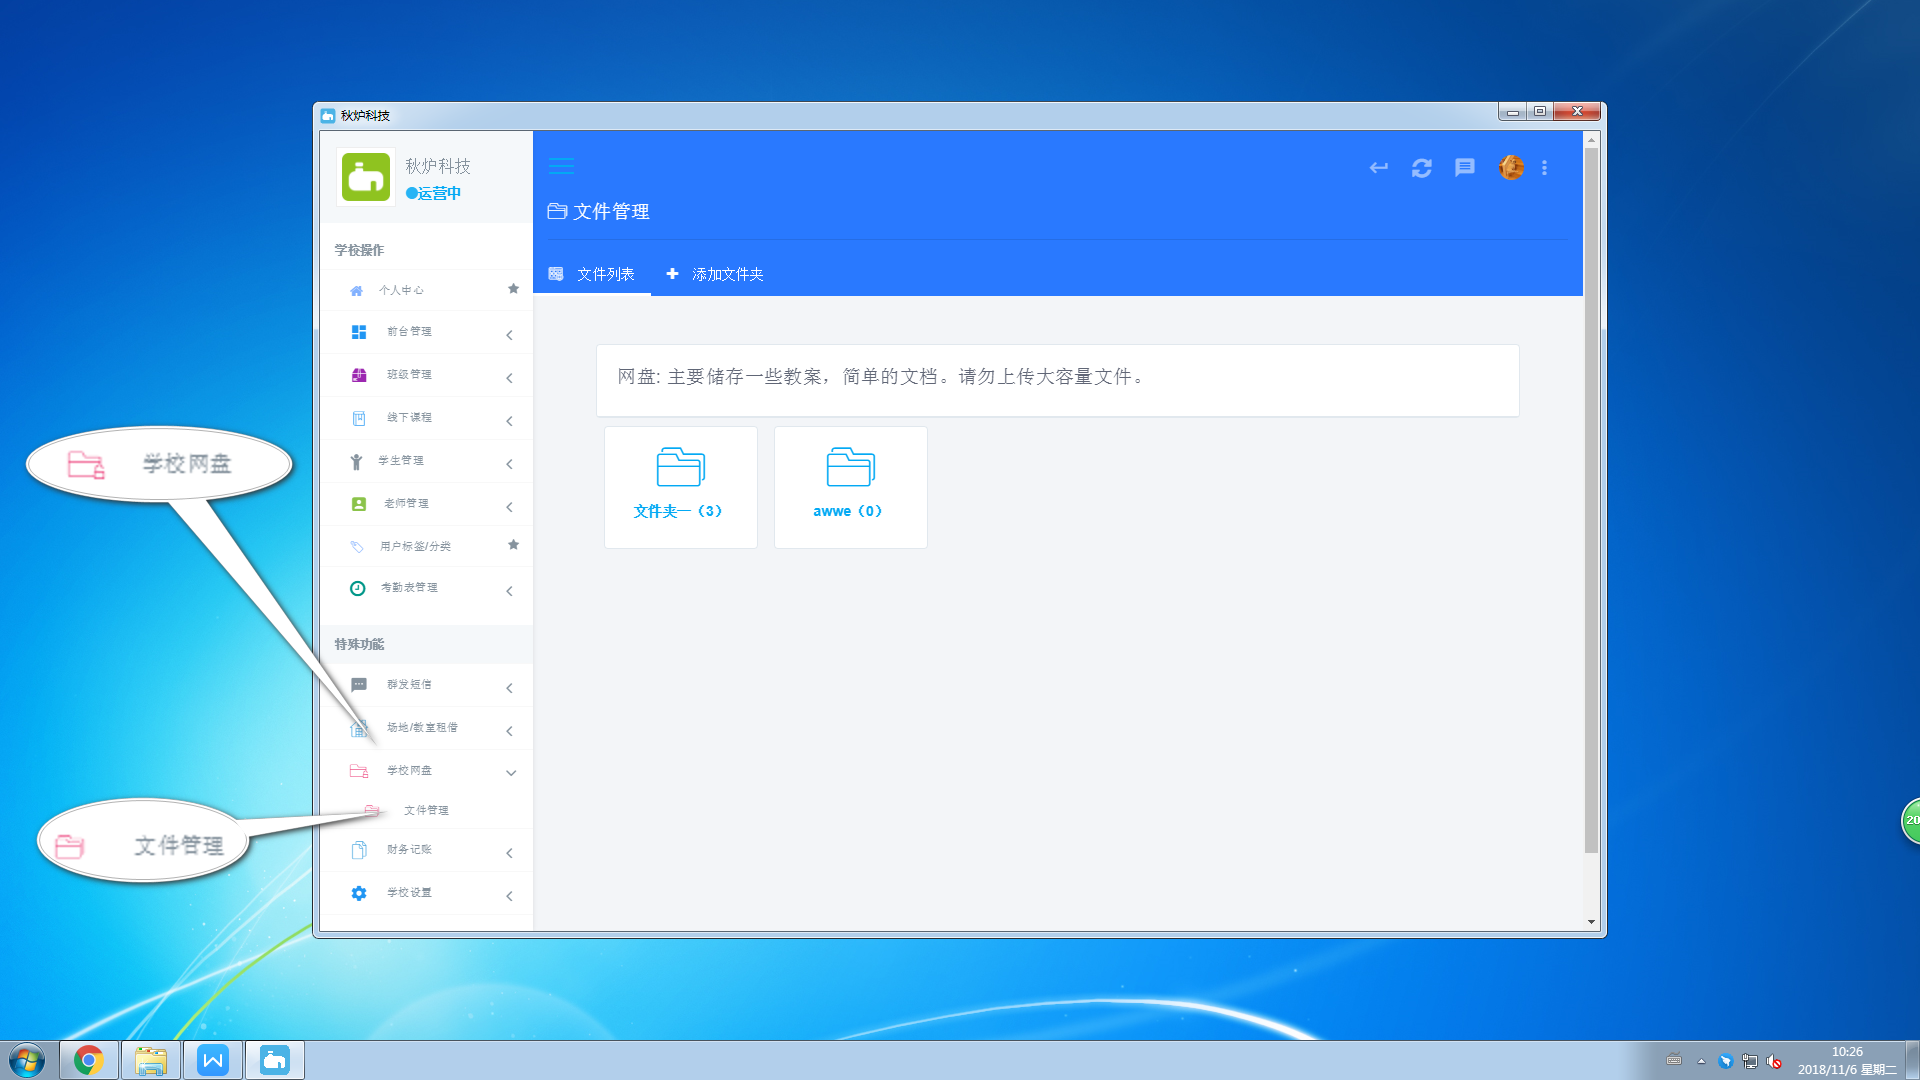 秋炉科技
秋炉科技
运营中
学校操作
个人中心
前台管理
班级管理
线下课程
学生管理
老师管理
用户标签/分类
考勤表管理
特殊功能
群发短信
场地/教室租借
学校网盘
文件管理
财务记账
学校设置
学校网盘
文件管理
文件管理
文件列表
添加文件夹
网盘: 主要储存一些教案，简单的文档。请勿上传大容量文件。
文件夹一（3）
awwe（0）
20
10:26
2018/11/6 星期二